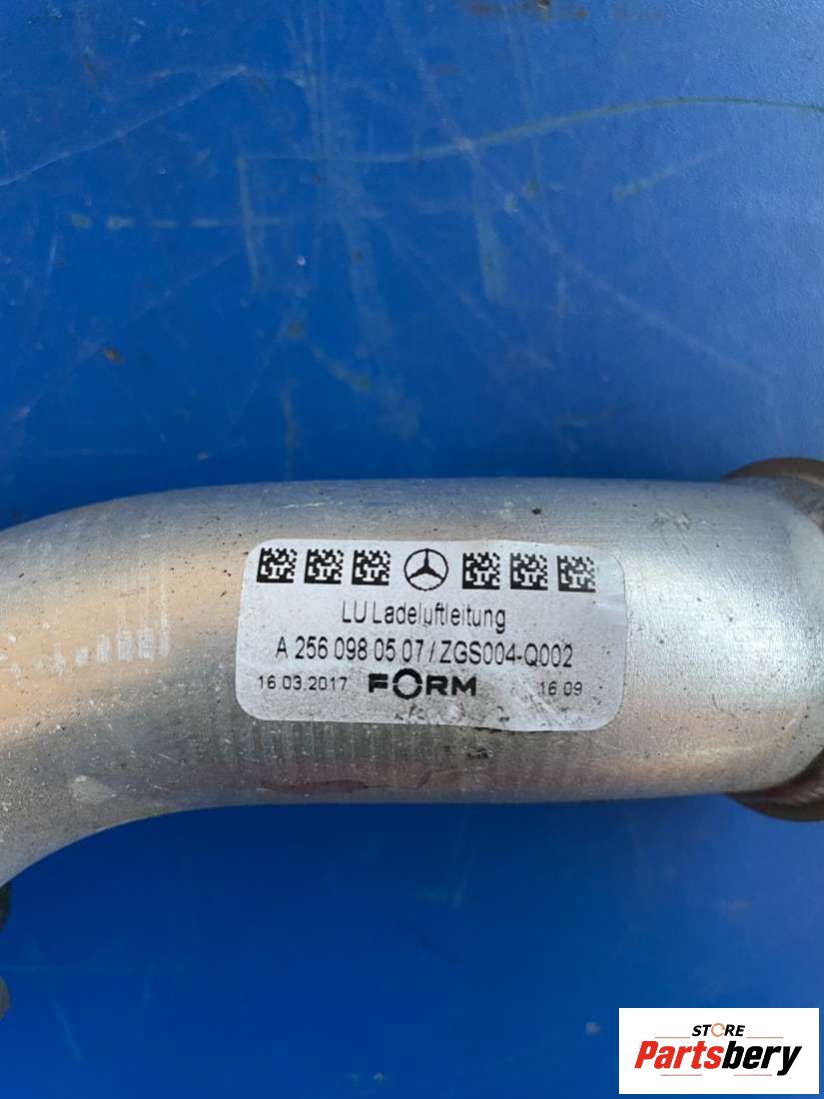 LU Ladeluftleitung
A 256 098 05 07 / ZGS004-Q002
16.03.2017 FORM 16 09
STORE
Partsbery